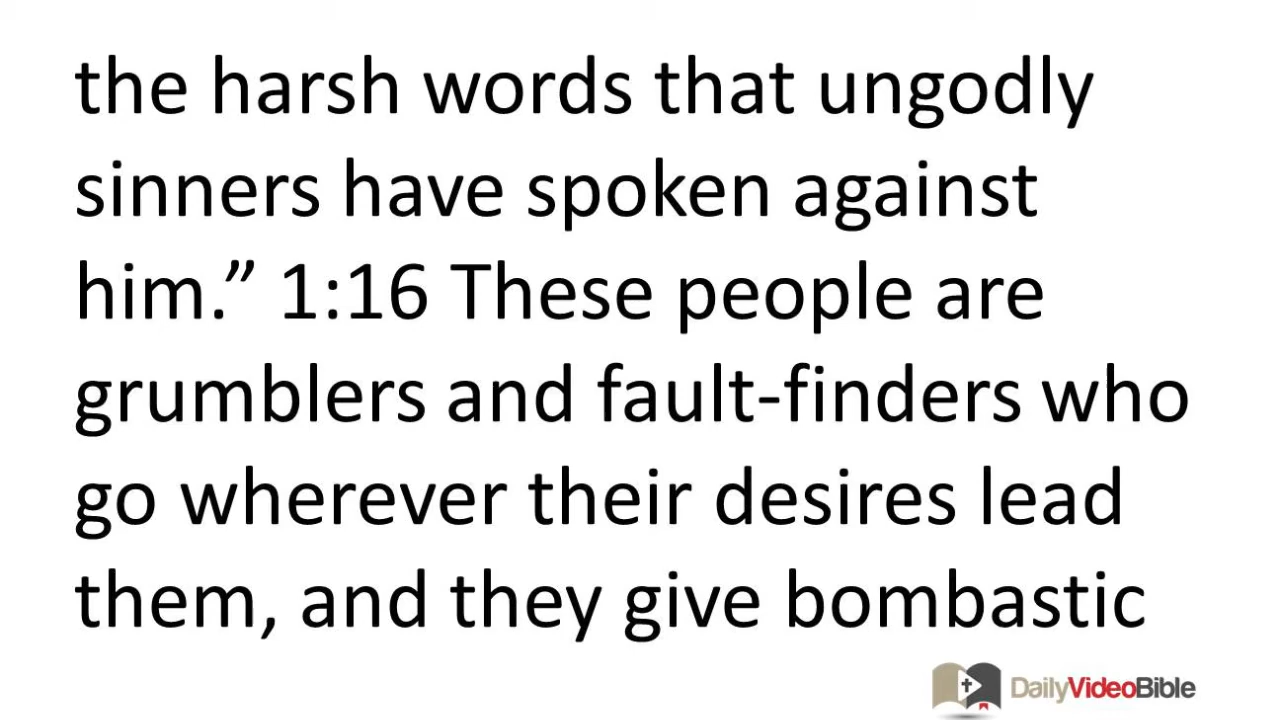 the harsh words that ungodly
sinners have spoken against
him.” 1:16 These people are
grumblers and fault-finders who
go wherever their desires lead
them, and they give bombastic
DailyVideoBible